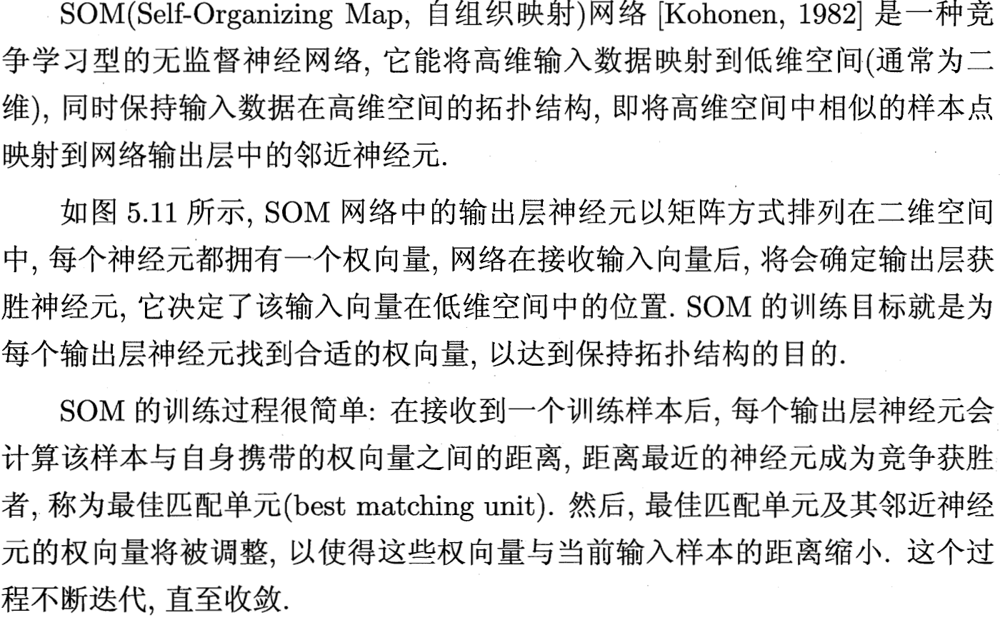 SOM(Self-Organizing Map, 自组织映射)网络 [Kohonen, 1982] 是一种竞
争学习型的无监督神经网络, 它能将高维输入数据映射到低维空间(通常为二
维), 同时保持输入数据在高维空间的拓扑结构, 即将高维空间中相似的样本点
映射到网络输出层中的邻近神经元.
如图 5.11 所示, SOM 网络中的输出层神经元以矩阵方式排列在二维空间
中, 每个神经元都拥有一个权向量, 网络在接收输入向量后, 将会确定输出层获
胜神经元, 它决定了该输入向量在低维空间中的位置. SOM 的训练目标就是为
每个输出层神经元找到合适的权向量, 以达到保持拓扑结构的目的.
SOM 的训练过程很简单: 在接收到一个训练样本后, 每个输出层神经元会
计算该样本与自身携带的权向量之间的距离, 距离最近的神经元成为竞争获胜
者, 称为最佳匹配单元(best matching unit). 然后, 最佳匹配单元及其邻近神经
元的权向量将被调整, 以使得这些权向量与当前输入样本的距离缩小. 这个过
程不断迭代, 直至收敛.